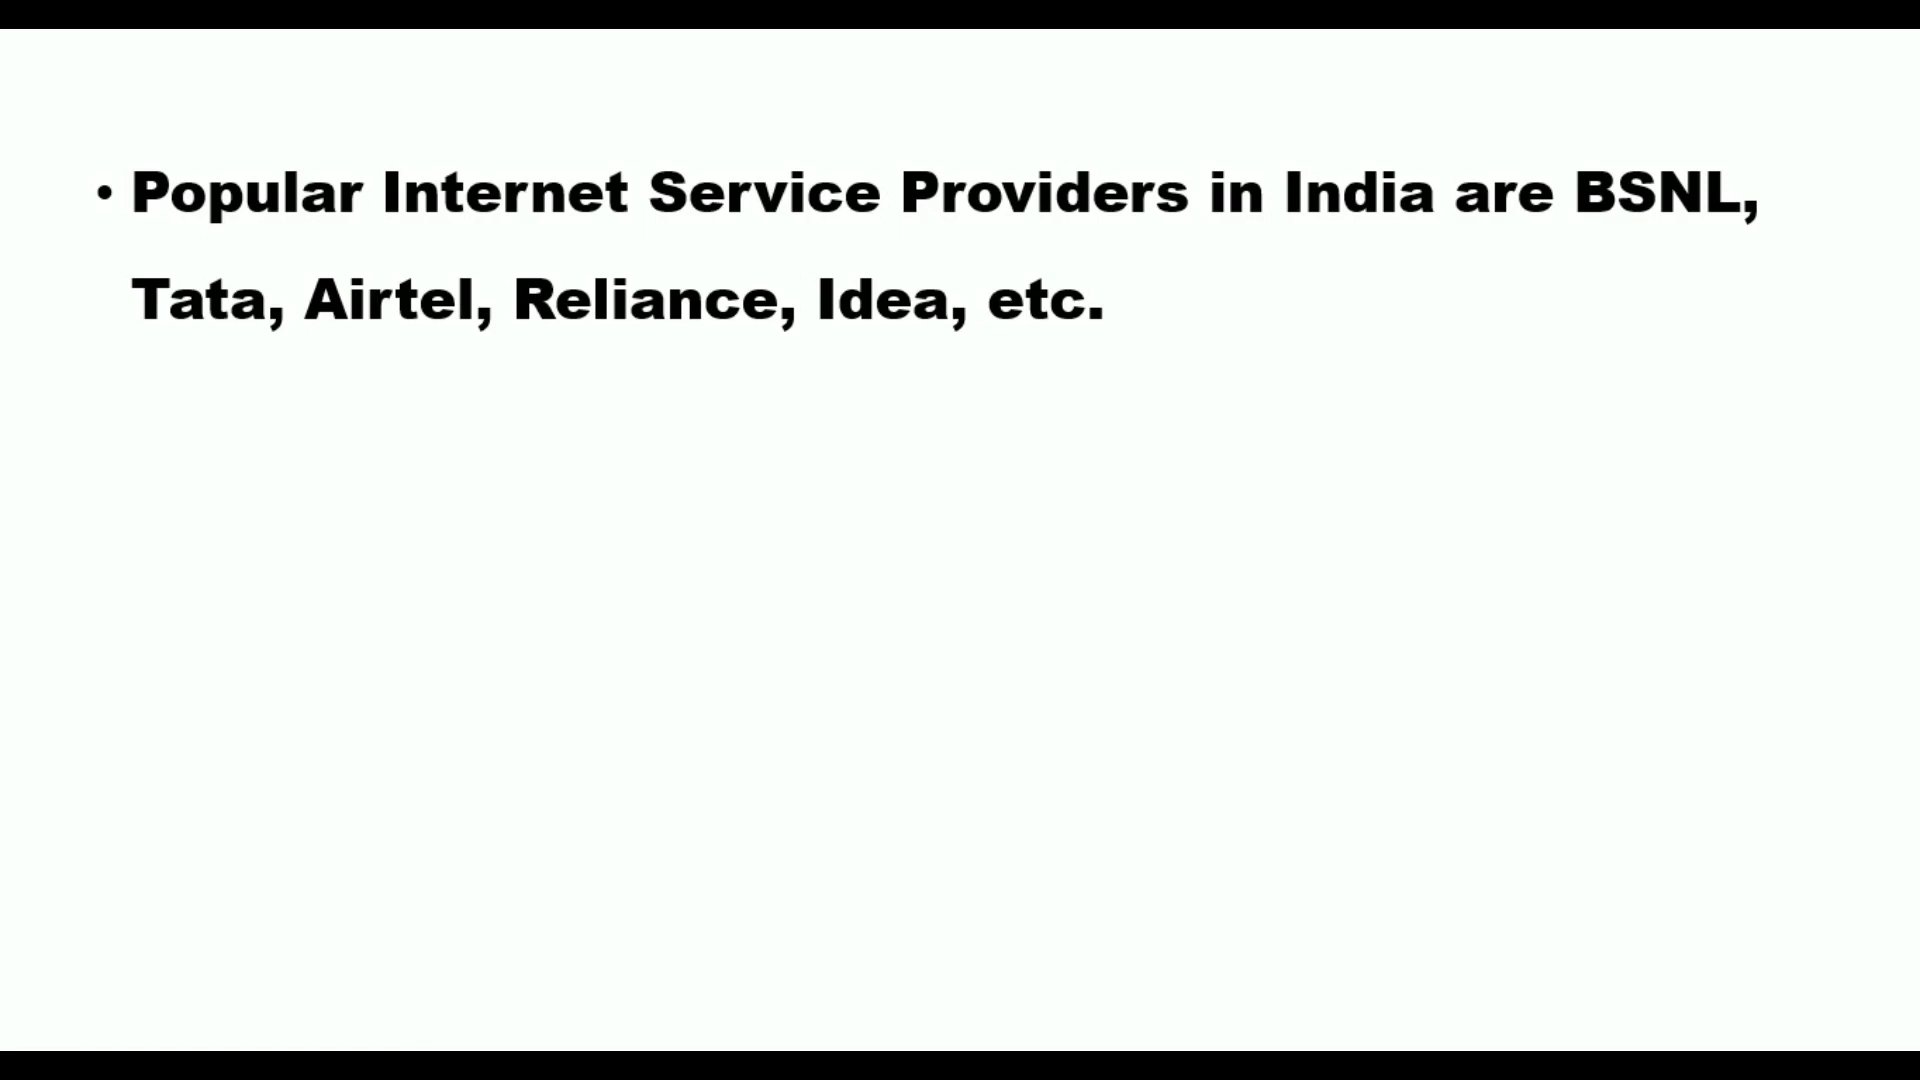 • Popular Internet Service Providers in India are BSNL,
Tata, Airtel, Reliance, Idea, etc.